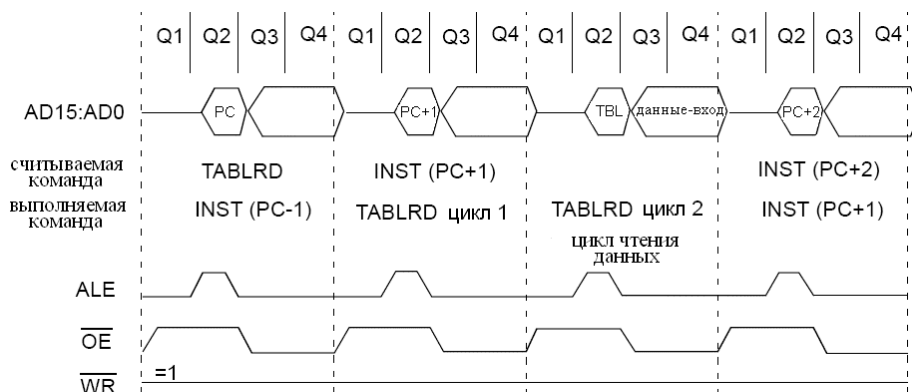 Q1 Q2 Q3 Q4 Q1 Q2 Q3 Q4 Q1 Q2 Q3 Q4 Q1 Q2 Q3 Q4
AD15:AD0 PC PC+1 TBL данные-вход PC+2
считываемая
команда
TABLRD INST (PC+1) INST (PC+2)
выполняемая
команда
INST (PC-1) TABLRD цикл 1 TABLRD цикл 2 INST (PC+1)
цикл чтения
данных
ALE
OE
WR =1